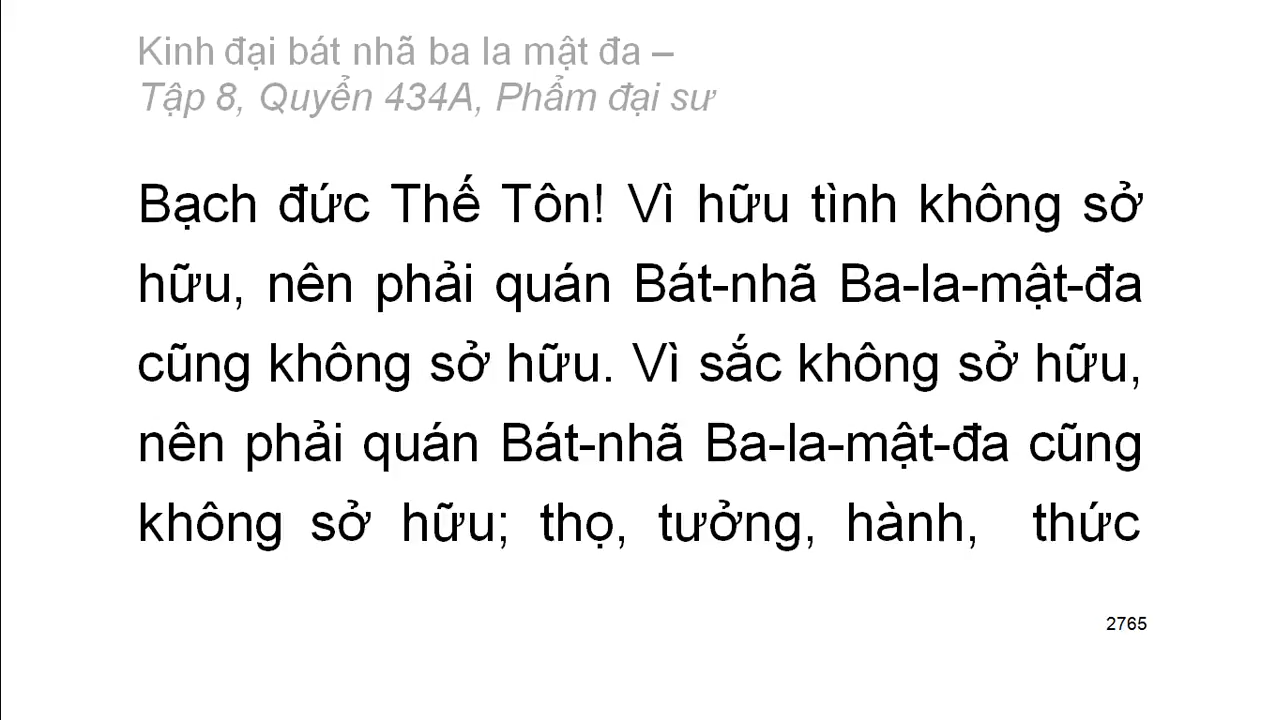 Kinh đại bát nhã ba la mật đa –
Tập 8, Quyển 434A, Phẩm đại sư
Bạch đức Thế Tôn! Vì hữu tình không sở
hữu, nên phải quán Bát-nhã Ba-la-mật-đa
cũng không sở hữu. Vì sắc không sở hữu,
nên phải quán Bát-nhã Ba-la-mật-đa cũng
không sở hữu; thọ, tưởng, hành, thức
2765